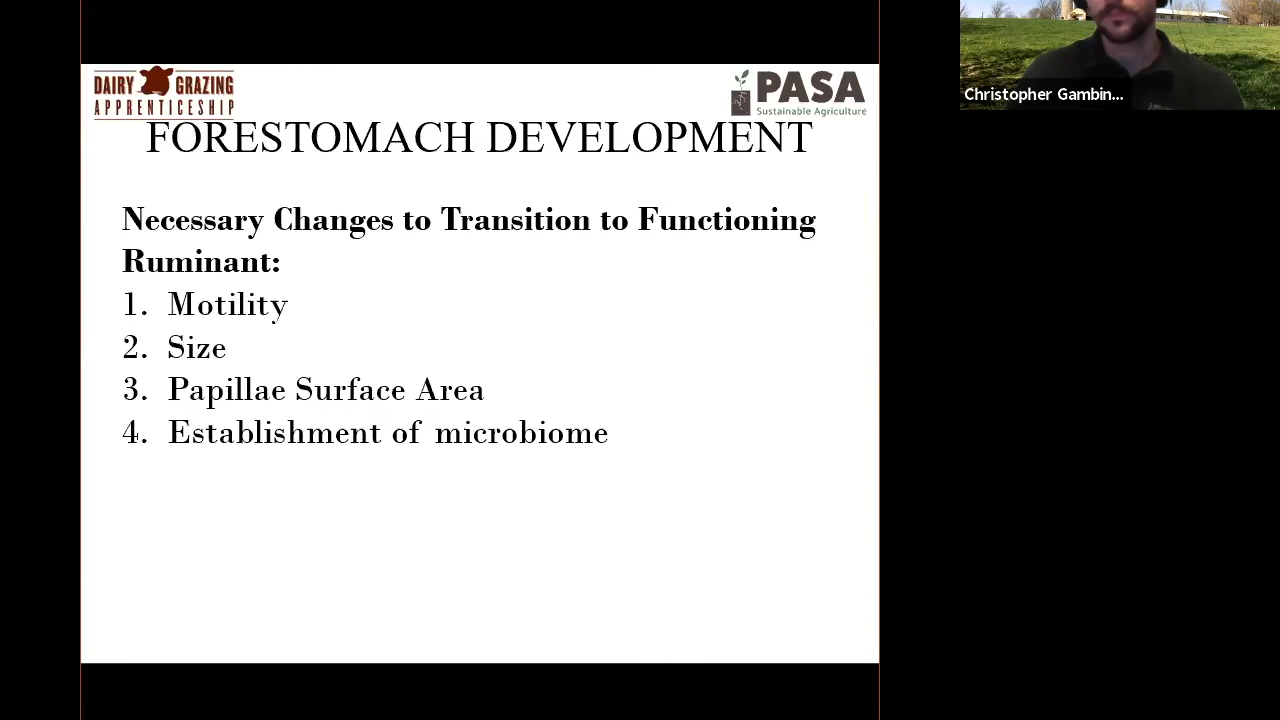 DAIRY GRAZING
APPRENTICESHIP
PASA
Sustainable Agriculture
FORESTOMACH DEVELOPMENT
Necessary Changes to Transition to Functioning
Ruminant:
1. Motility
2. Size
3. Papillae Surface Area
4. Establishment of microbiome
Christopher Gambin...